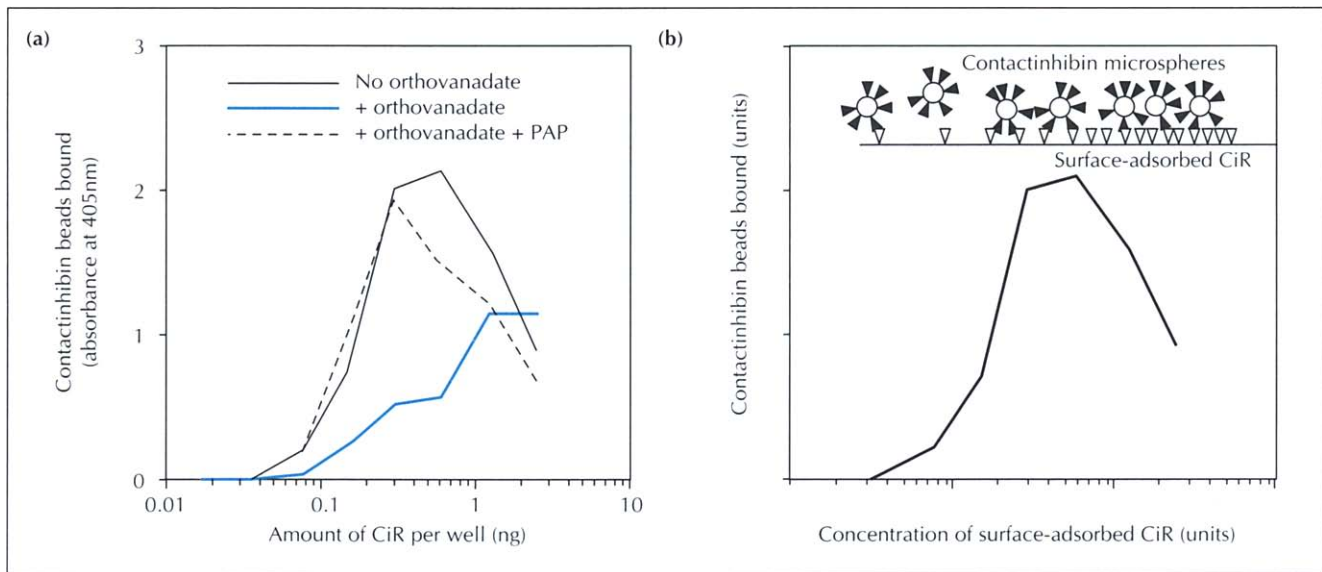 (a)
3
2
1
0
0.01
0.1
1
10
No orthovanadate
+ orthovanadate
+ orthovanadate + PAP
Contactinhibin beads bound
(absorbance at 405nm)
Amount of CiR per well (ng)
(b)
Contactinhibin microspheres
Surface-adsorbed CiR
Contactinhibin beads bound (units)
Concentration of surface-adsorbed CiR (units)